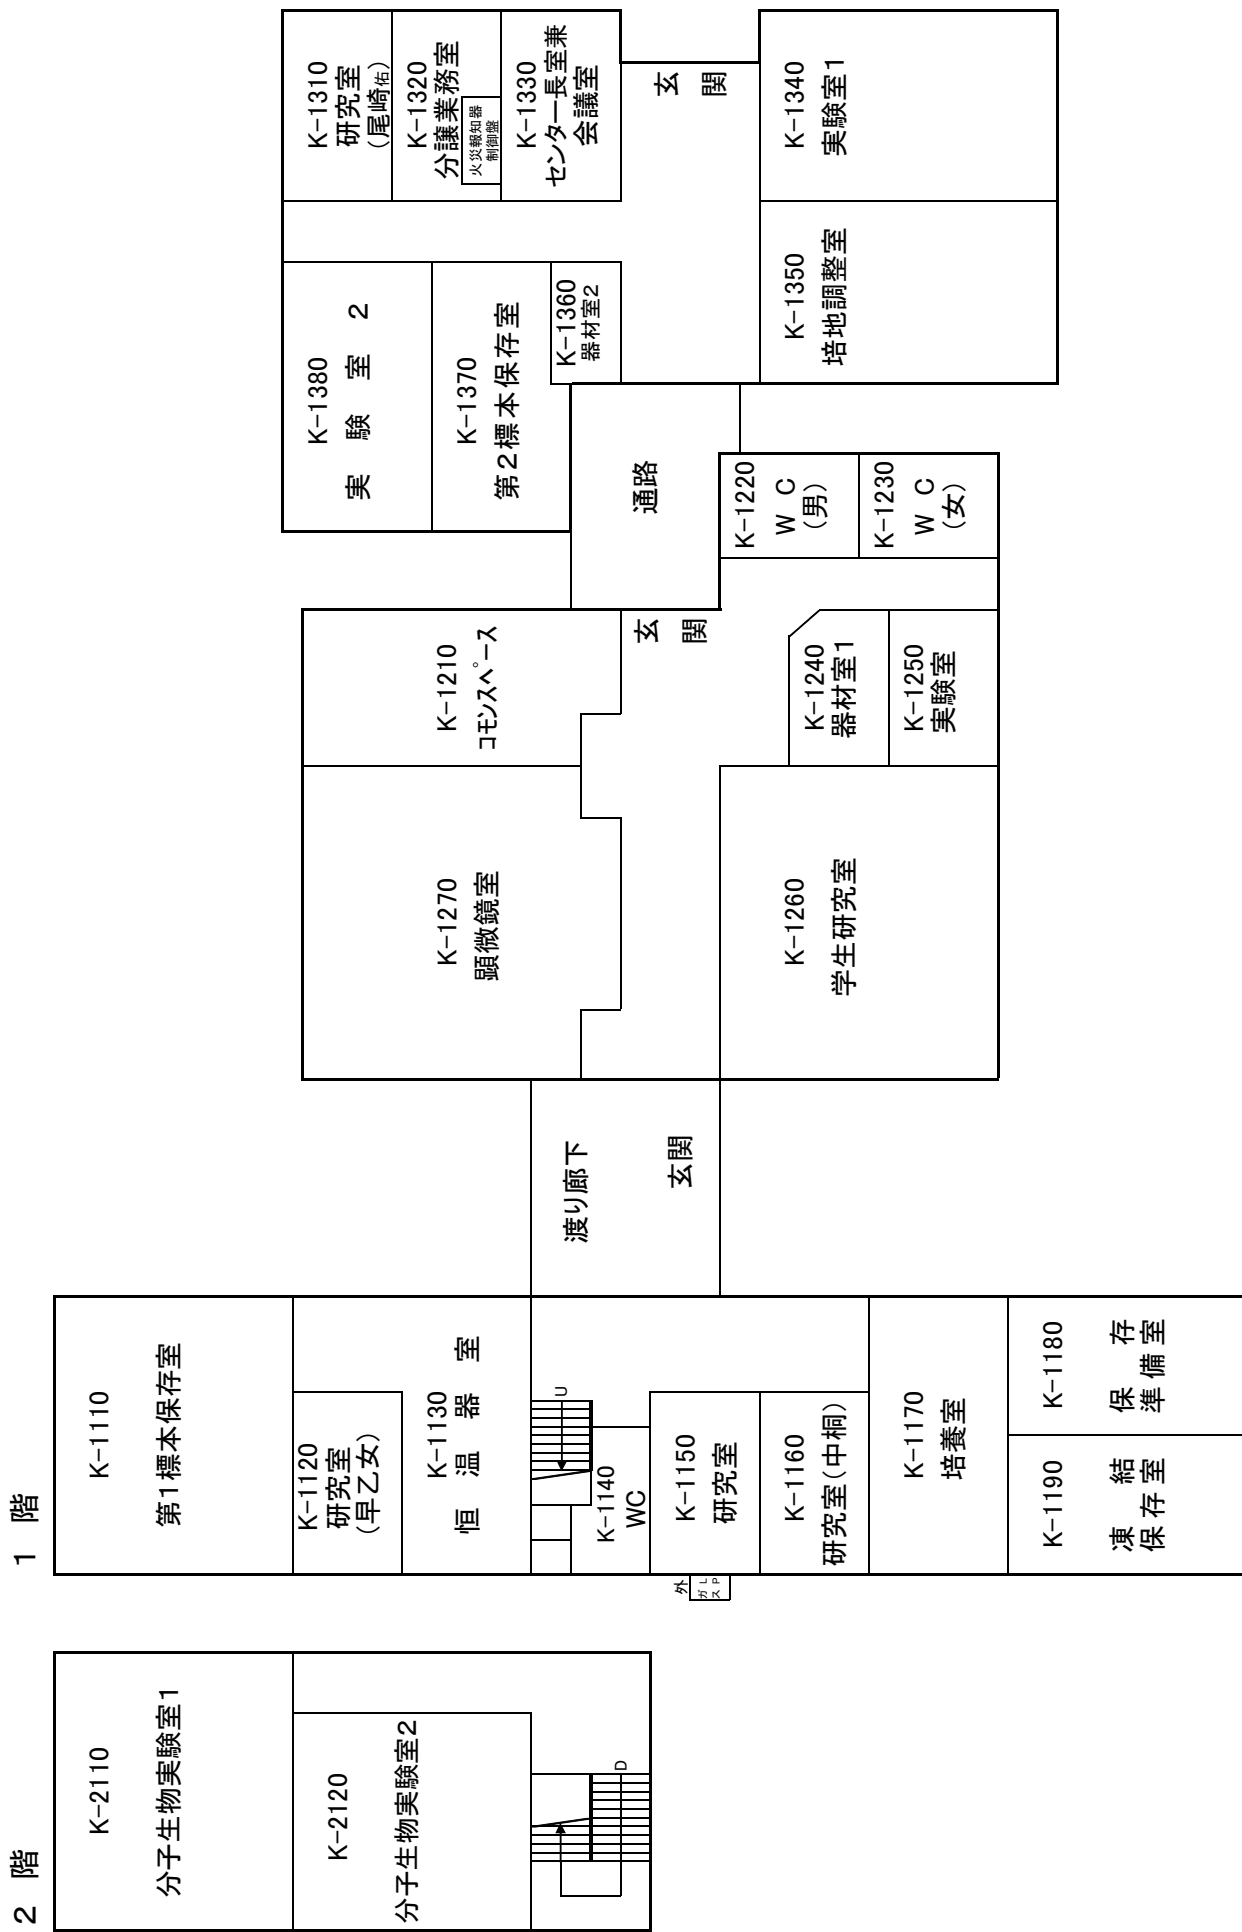 2 階
K-2110
分子生物実験室1
K-2120
分子生物実験室2
D
1 階
K-1110
第1標本保存室
K-1120
研究室
(早乙女)
K-1130
恒 温 器 室
U
K-1140
WC
K-1150
研究室
K-1160
研究室(中桐)
K-1170
培養室
K-1180
保 存
準備室
K-1190
凍 結
保存室
外
LP
ガス
渡り廊下
玄関
K-1270
顕微鏡室
K-1210
コモンスペース
K-1260
学生研究室
玄
関
K-1240
器材室1
K-1250
実験室
通路
K-1220
W C
(男)
K-1230
W C
(女)
K-1380
実 験 室 2
K-1370
第2標本保存室
K-1360
器材室2
K-1310
研究室
(尾崎佑)
K-1320
分譲業務室
火災報知器
制御盤
K-1330
センター長室兼
会議室
玄
関
K-1350
培地調整室
K-1340
実験室1